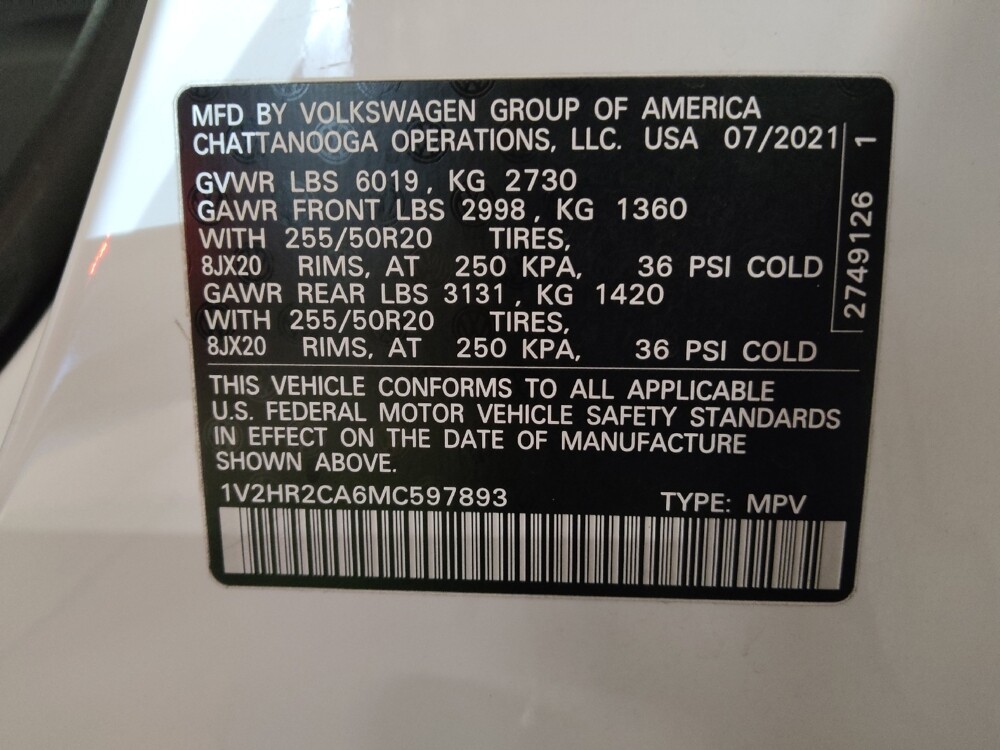 MFD BY VOLKSWAGEN GROUP OF AMERICA
CHATTANOOGA OPERATIONS, LLC. USA 07/2021
GVWR LBS 6019, KG 2730
GAWR FRONT LBS 2998, KG 1360
WITH 255/50R20 TIRES,
8JX20 RIMS, AT 250 KPA, 36 PSI COLD
GAWR REAR LBS 3131, KG 1420
WITH 255/50R20 TIRES,
8JX20 RIMS, AT 250 KPA, 36 PSI COLD
2749126 1
THIS VEHICLE CONFORMS TO ALL APPLICABLE
U.S. FEDERAL MOTOR VEHICLE SAFETY STANDARDS
IN EFFECT ON THE DATE OF MANUFACTURE
SHOWN ABOVE.
1V2HR2CA6MC597893 TYPE: MPV